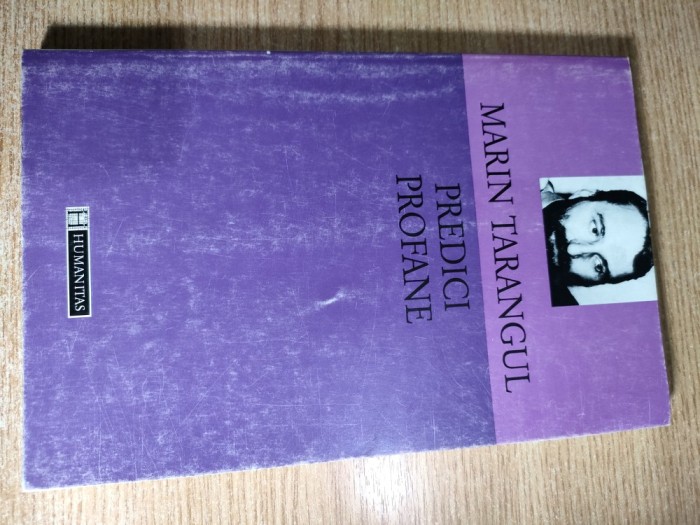 MARIN TARANGUL
PREDICI
PROFANE
HUMANITAS